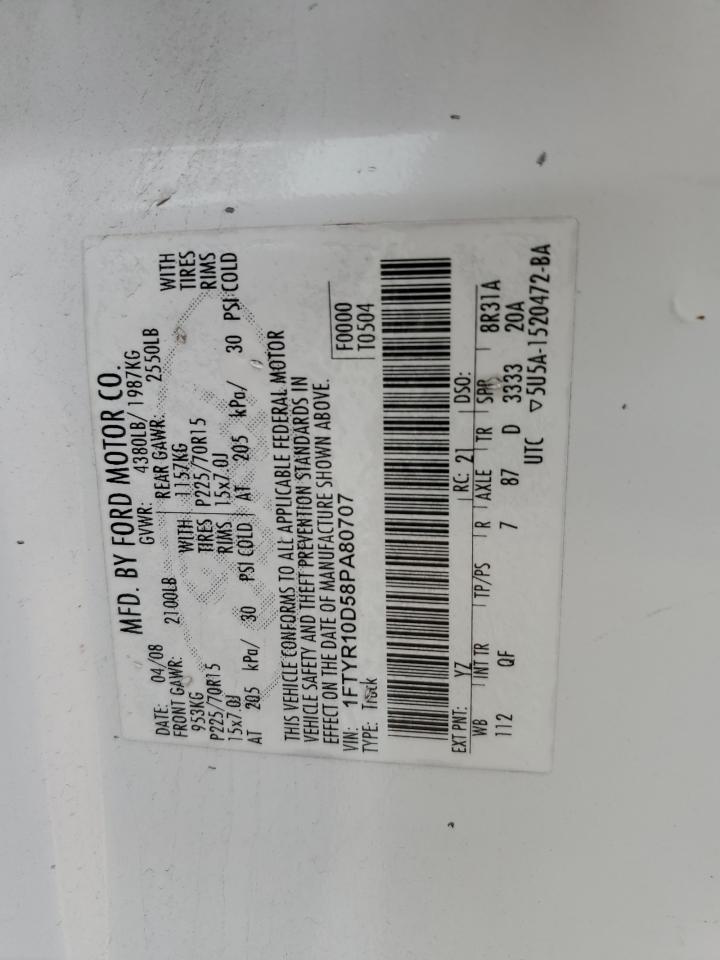 MFD. BY FORD MOTOR CO.
DATE: 04/08 GVWR: 4380LB/ 1987KG
FRONT GAWR: 2100LB REAR GAWR: 2550LB
953KG WITH 1157KG WITH
P225/70R15 TIRES P225/70R15 TIRES
15x7.0J RIMS 15x7.0J RIMS
AT 205 kPa/ 30 PSI COLD AT 205 kPa/ 30 PSI COLD
THIS VEHICLE CONFORMS TO ALL APPLICABLE FEDERAL MOTOR
VEHICLE SAFETY AND THEFT PREVENTION STANDARDS IN
EFFECT ON THE DATE OF MANUFACTURE SHOWN ABOVE.
VIN: 1FTYR10D58PA80707 F0000
TYPE: Truck T0504
EXT PNT: YZ RC: 21 DSO:
WB INT TR TP/PS R AXLE TR SPR 8R31A
112 QF 7 87 D 3333 20A
UTC ▽5U5A-1520472-BA